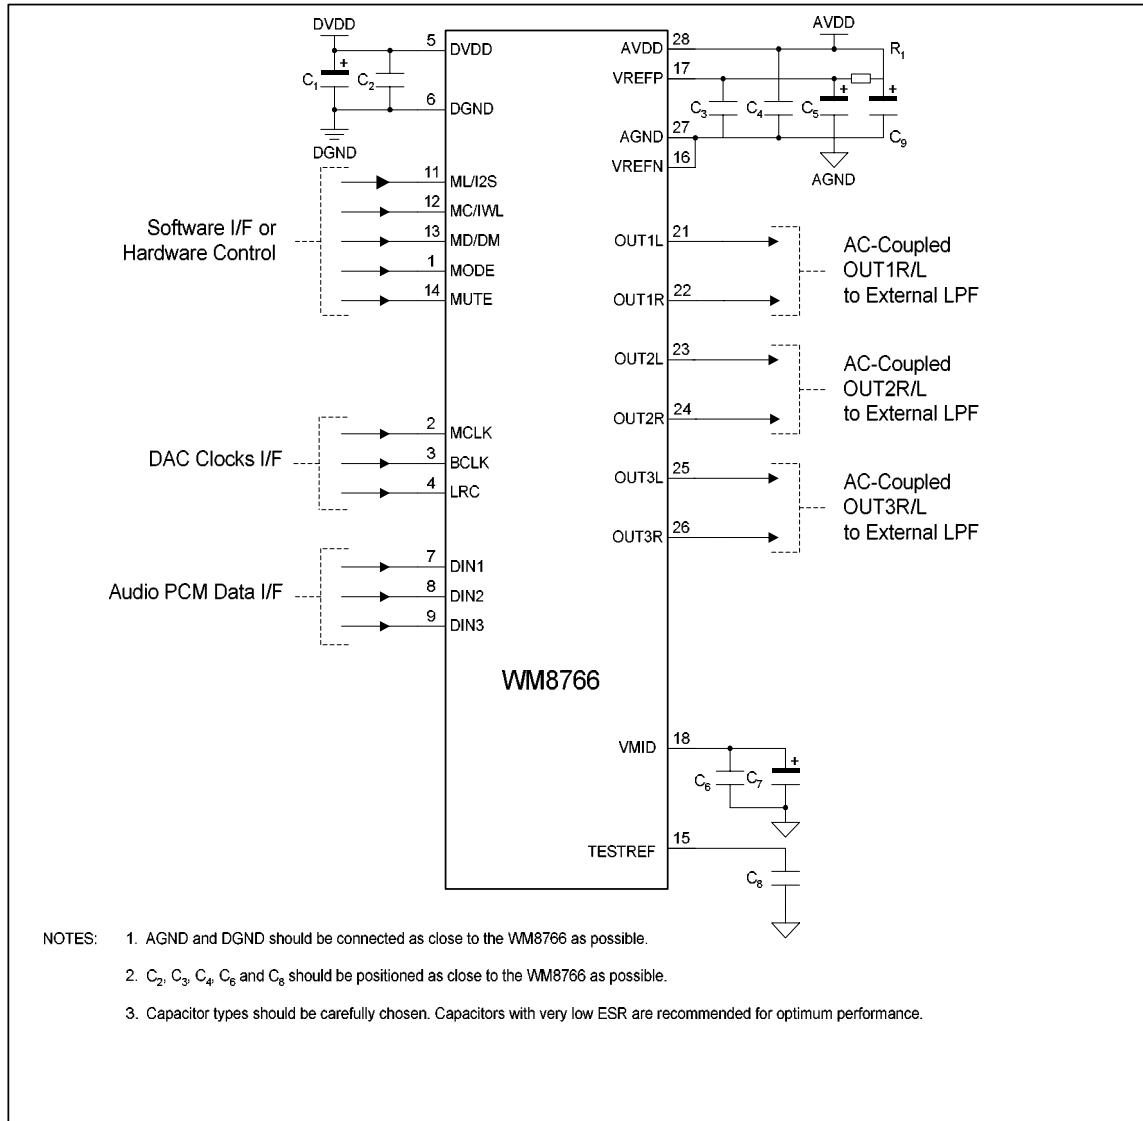 DVDD
5
DVDD
+
C1
C2
6
DGND
DGND
Software I/F or
Hardware Control
11
ML/I2S
12
MC/IWL
13
MD/DM
1
MODE
14
MUTE
DAC Clocks I/F
2
MCLK
3
BCLK
4
LRC
Audio PCM Data I/F
7
DIN1
8
DIN2
9
DIN3
WM8766
AVDD
AVDD
28
R1
VREFP
17
+
+
C3
C4
C5
C9
AGND
27
VREFN
16
AGND
OUT1L
21
OUT1R
22
AC-Coupled
OUT1R/L
to External LPF
OUT2L
23
OUT2R
24
AC-Coupled
OUT2R/L
to External LPF
OUT3L
25
OUT3R
26
AC-Coupled
OUT3R/L
to External LPF
VMID
18
+
C6
C7
TESTREF
15
C8
NOTES: 1. AGND and DGND should be connected as close to the WM8766 as possible.
2. C2, C3, C4, C6 and C8 should be positioned as close to the WM8766 as possible.
3. Capacitor types should be carefully chosen. Capacitors with very low ESR are recommended for optimum performance.